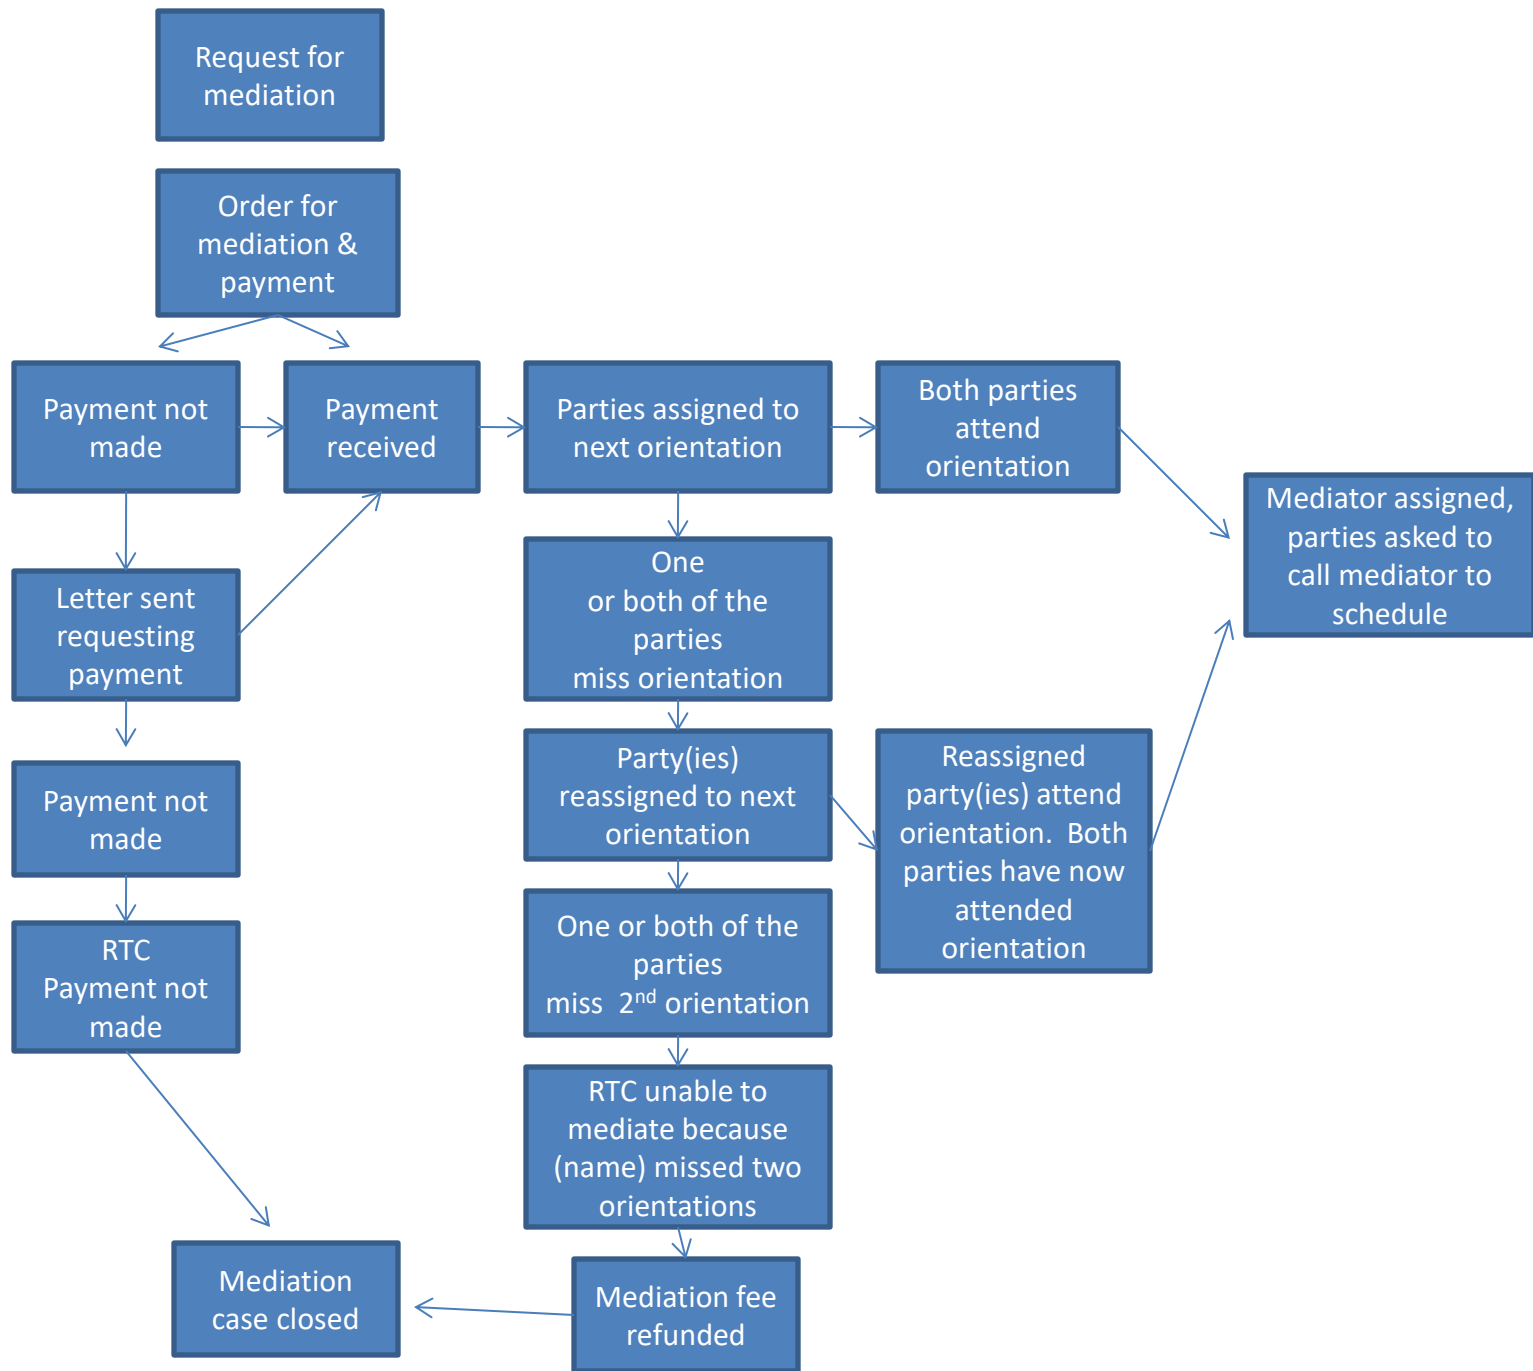 Request for
mediation
Order for
mediation &
payment
Payment not
made
Payment
received
Parties assigned to
next orientation
Both parties
attend
orientation
Mediator assigned,
parties asked to
call mediator to
schedule
One
or both of the
parties
miss orientation
Letter sent
requesting
payment
Party(ies)
reassigned to next
orientation
Reassigned
party(ies) attend
orientation.  Both
parties have now
attended
orientation
Payment not
made
One or both of the
parties
miss  2nd orientation
RTC
Payment not
made
RTC unable to
mediate because
(name) missed two
orientations
Mediation
case closed
Mediation fee
refunded